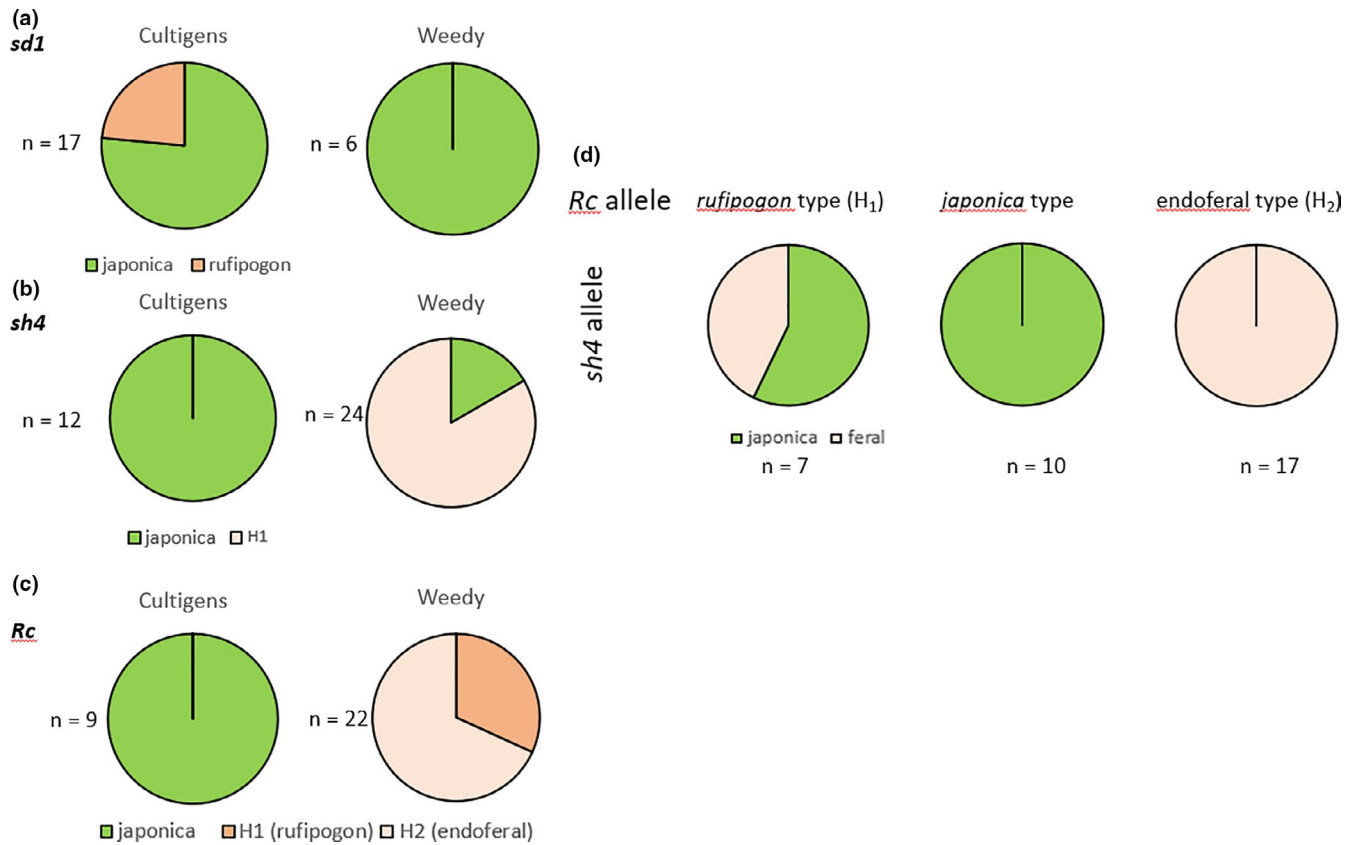 (a)
sd1
Cultigens
Weedy
n = 17
n = 6
japonica rufipogon
(b)
sh4
Cultigens
Weedy
n = 12
n = 24
japonica H1
(c)
Rc
Cultigens
Weedy
n = 9
n = 22
japonica H1 (rufipogon) H2 (endoferal)
(d)
Rc allele
rufipogon type (H₁) japonica type endoferal type (H₂)
sh4 allele
japonica feral
n = 7 n = 10 n = 17